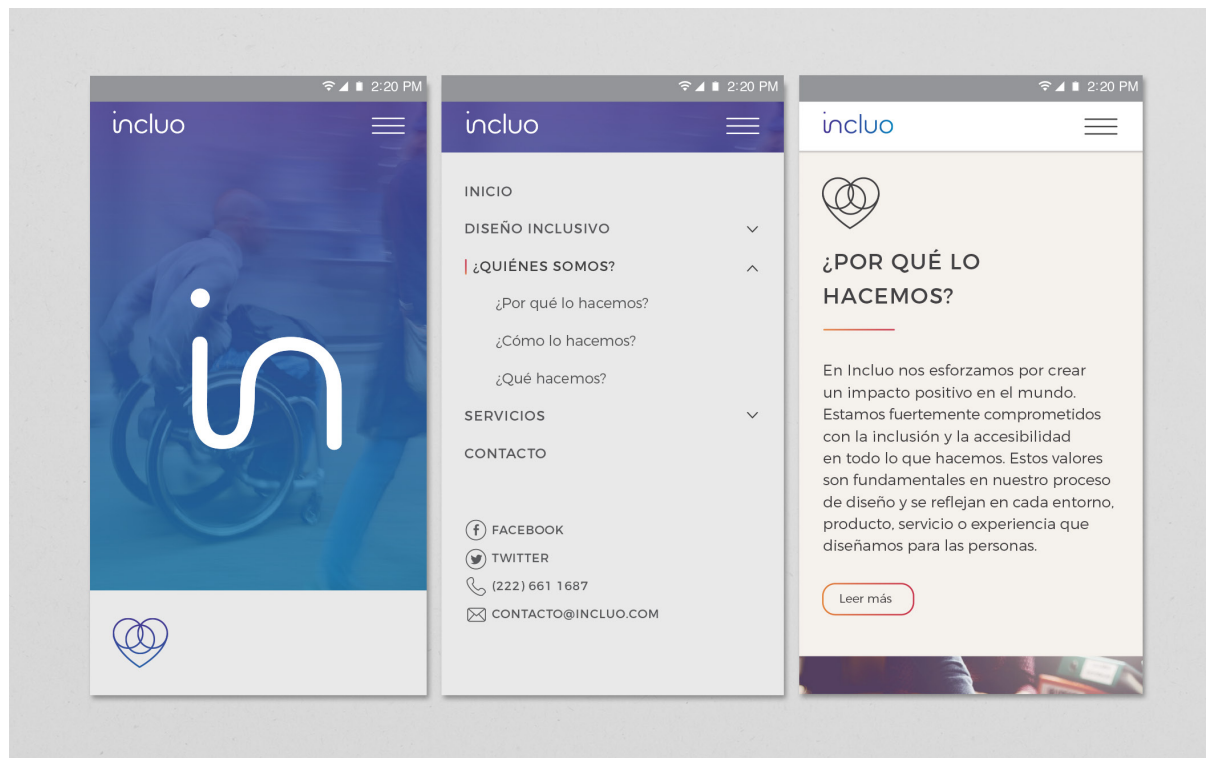 2:20 PM
incluo
in
2:20 PM
incluo
INICIO
DISEÑO INCLUSIVO
¿QUIÉNES SOMOS?
¿Por qué lo hacemos?
¿Cómo lo hacemos?
¿Qué hacemos?
SERVICIOS
CONTACTO
FACEBOOK
TWITTER
(222) 661 1687
CONTACTO@INCLUO.COM
2:20 PM
incluo
¿POR QUÉ LO
HACEMOS?
En Incluo nos esforzamos por crear
un impacto positivo en el mundo.
Estamos fuertemente comprometidos
con la inclusión y la accesibilidad
en todo lo que hacemos. Estos valores
son fundamentales en nuestro proceso
de diseño y se reflejan en cada entorno,
producto, servicio o experiencia que
diseñamos para las personas.
Leer más